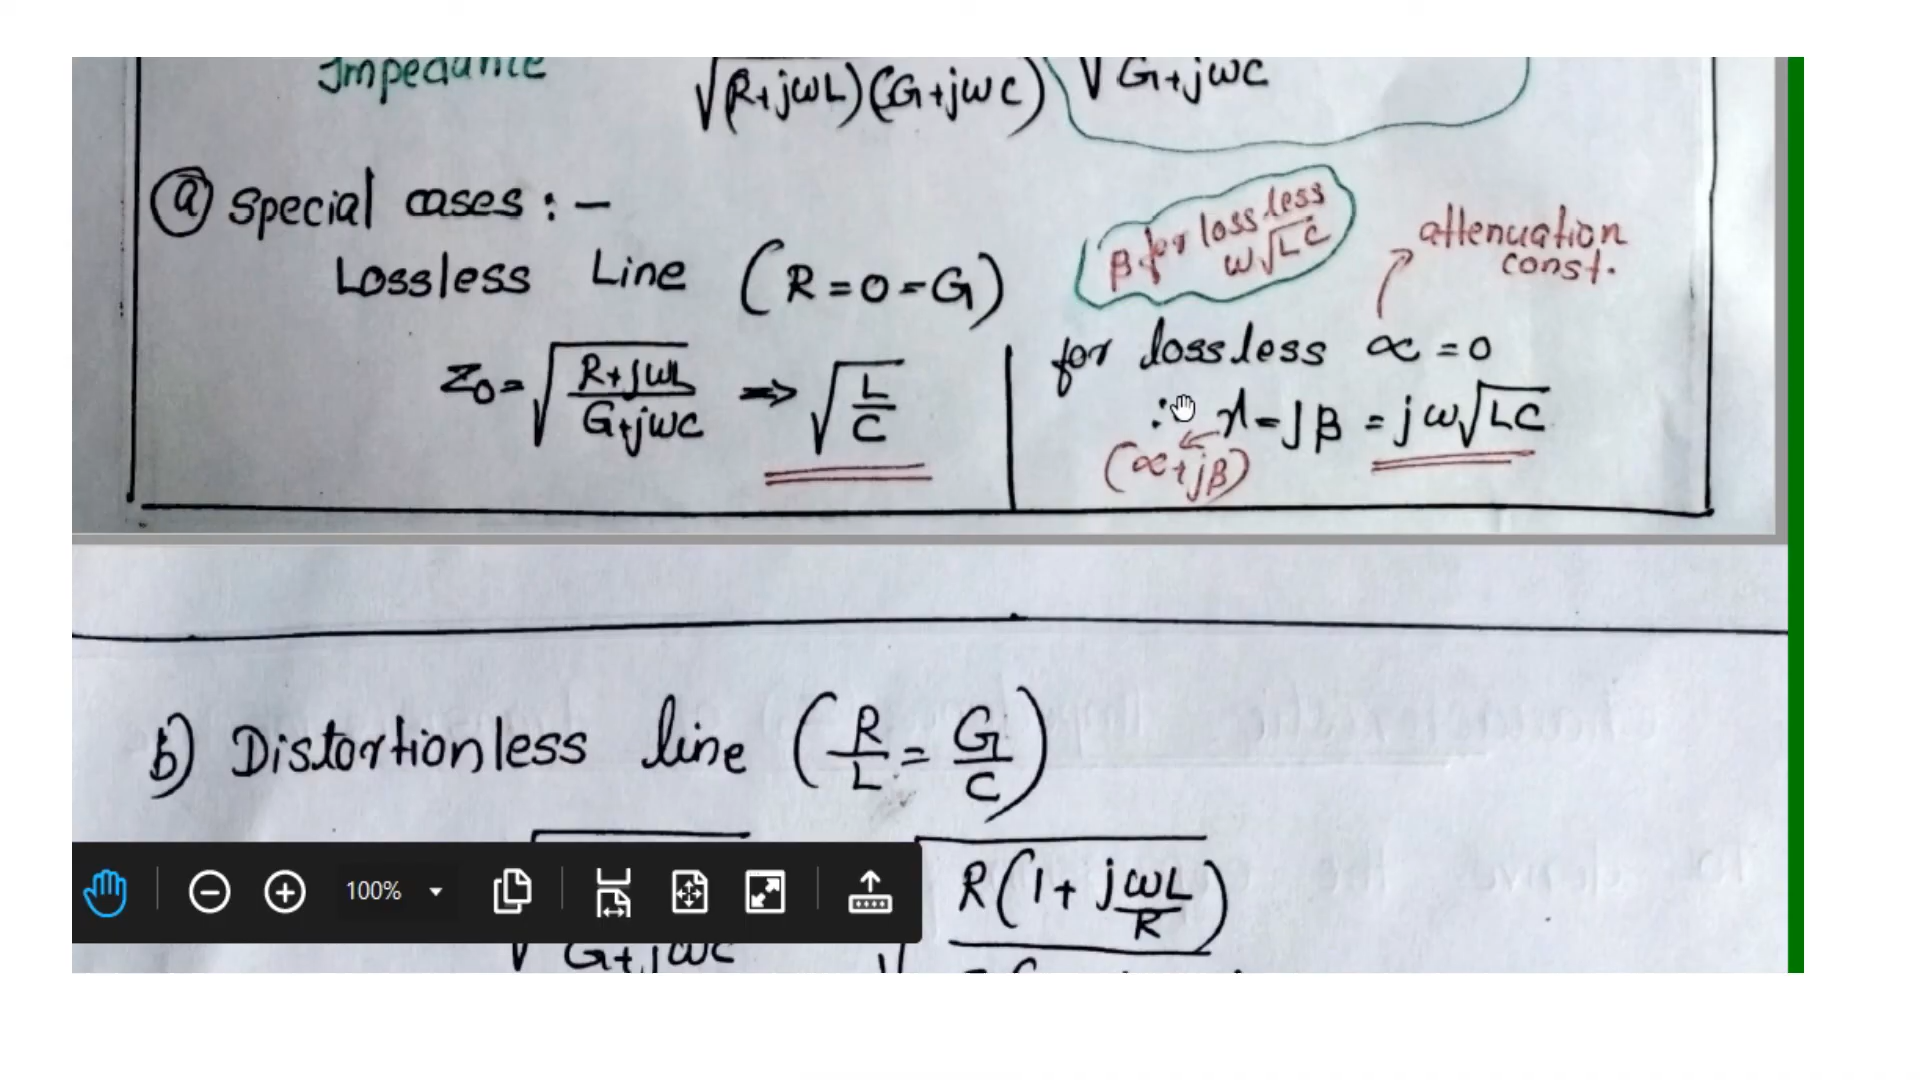 Impedance
√(R+jωL)(G+jωC) √G+jωC
(a) Special cases :-
Lossless Line (R=0=G)
Z0 = √(R+jωL / G+jωC) => √(L/C)
β for lossless
ω√LC
attenuation
const.
for lossless ∝ = 0
∴ γ = jβ = jω√LC
(∝+jβ)
b) Distortionless line (R/L = G/C)
R(1+ jωL/R)
G+jωC
100%